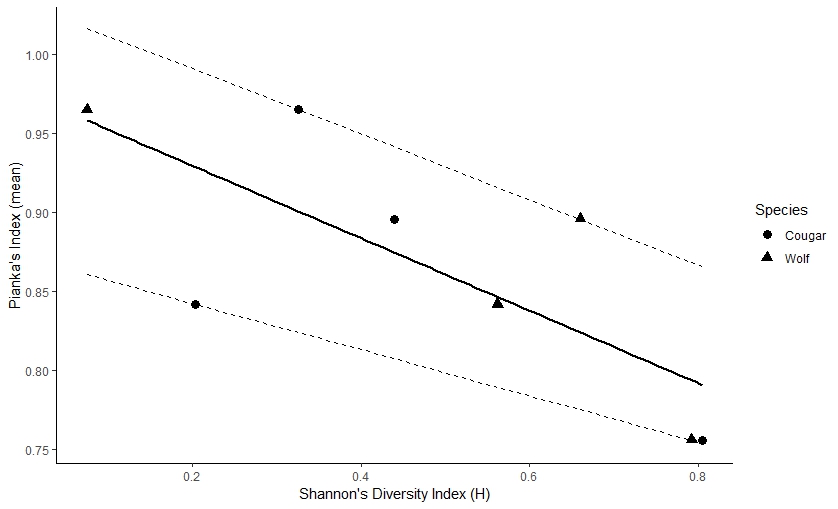 1.00
0.95
0.90
0.85
0.80
0.75
Pianka's Index (mean)
0.2 0.4 0.6 0.8
Shannon's Diversity Index (H)
Species
Cougar
Wolf